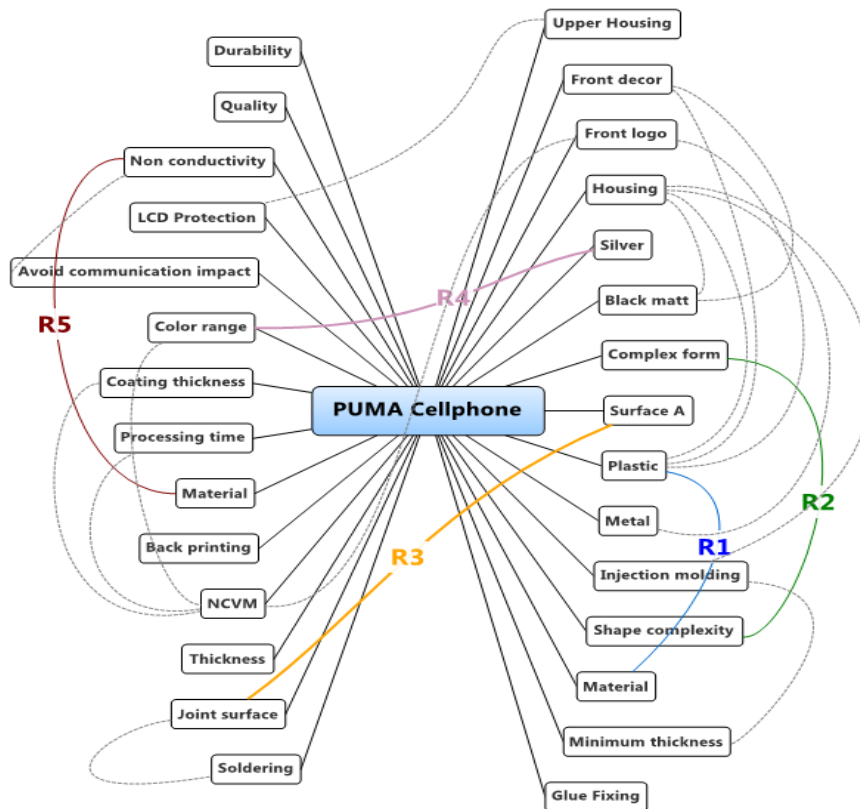 Upper Housing
Durability
Front decor
Quality
Front logo
Non conductivity
Housing
LCD Protection
Silver
Avoid communication impact
R4
Black matt
R5
Color range
Complex form
Coating thickness
PUMA Cellphone
Surface A
Processing time
Plastic
Material
R2
Metal
Back printing
R1
R3
Injection molding
NCVM
Shape complexity
Thickness
Material
Joint surface
Minimum thickness
Soldering
Glue Fixing